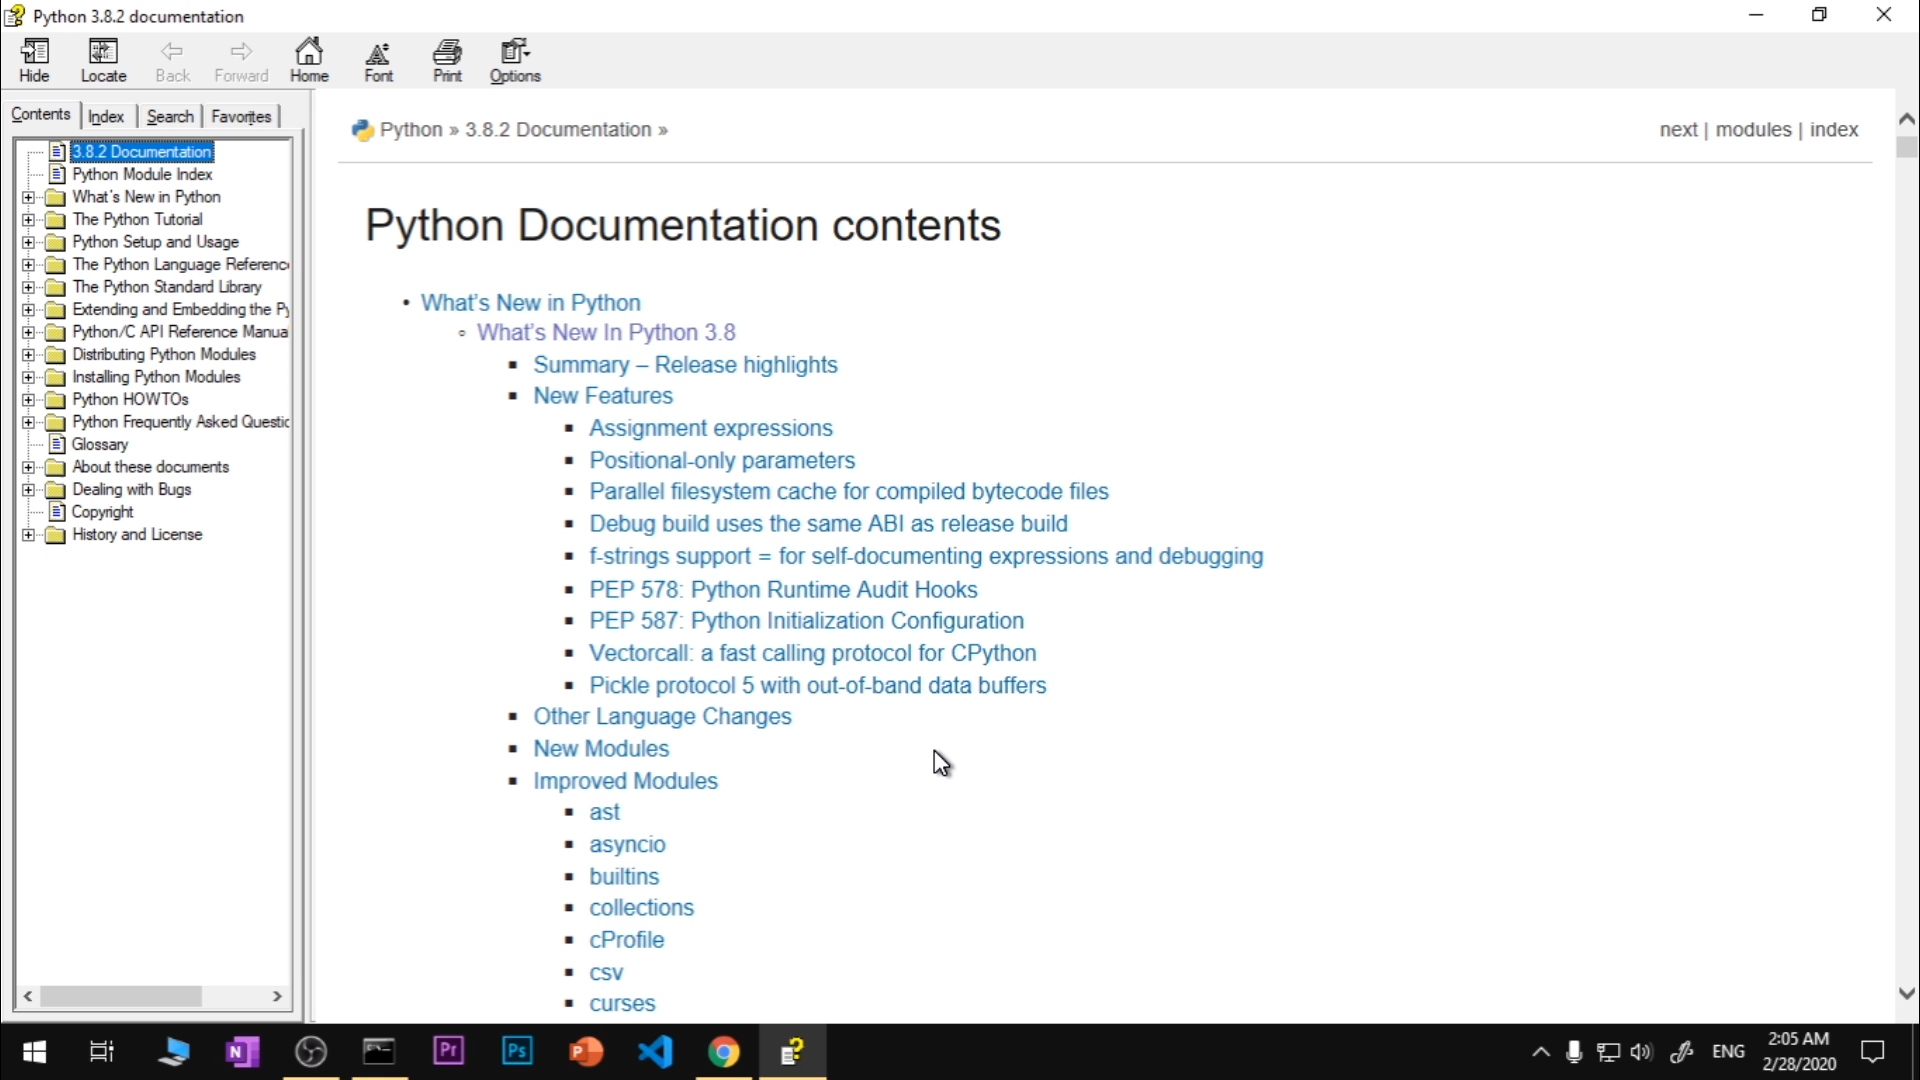 Python 3.8.2 documentation
Hide Locate Back Forward Home Font Print Options
Contents Index Search Favorites
3.8.2 Documentation
Python Module Index
What's New in Python
The Python Tutorial
Python Setup and Usage
The Python Language Referenc
The Python Standard Library
Extending and Embedding the Py
Python/C API Reference Manua
Distributing Python Modules
Installing Python Modules
Python HOWTOs
Python Frequently Asked Questic
Glossary
About these documents
Dealing with Bugs
Copyright
History and License
Python » 3.8.2 Documentation »
next | modules | index
Python Documentation contents
• What's New in Python
◦ What's New In Python 3.8
▪ Summary – Release highlights
▪ New Features
▪ Assignment expressions
▪ Positional-only parameters
▪ Parallel filesystem cache for compiled bytecode files
▪ Debug build uses the same ABI as release build
▪ f-strings support = for self-documenting expressions and debugging
▪ PEP 578: Python Runtime Audit Hooks
▪ PEP 587: Python Initialization Configuration
▪ Vectorcall: a fast calling protocol for CPython
▪ Pickle protocol 5 with out-of-band data buffers
▪ Other Language Changes
▪ New Modules
▪ Improved Modules
▪ ast
▪ asyncio
▪ builtins
▪ collections
▪ cProfile
▪ csv
▪ curses
N Pr Ps P ENG
2:05 AM
2/28/2020